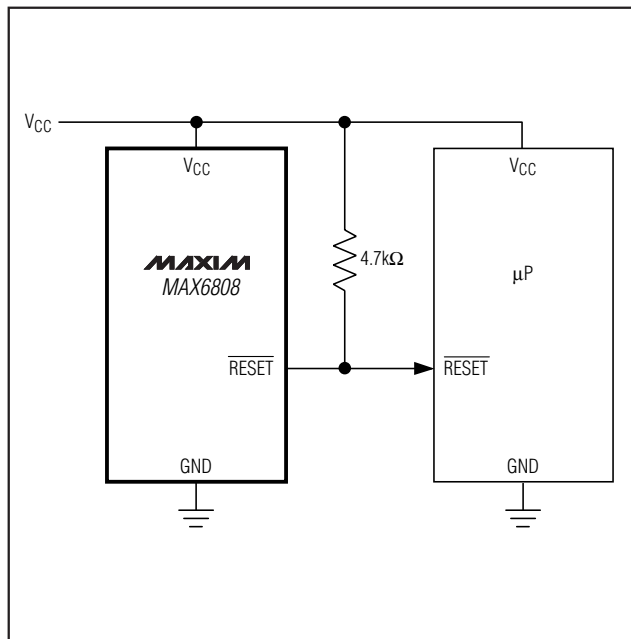 VCC
VCC
MAXIM
MAX6808
RESET
GND
4.7kΩ
VCC
μP
RESET
GND